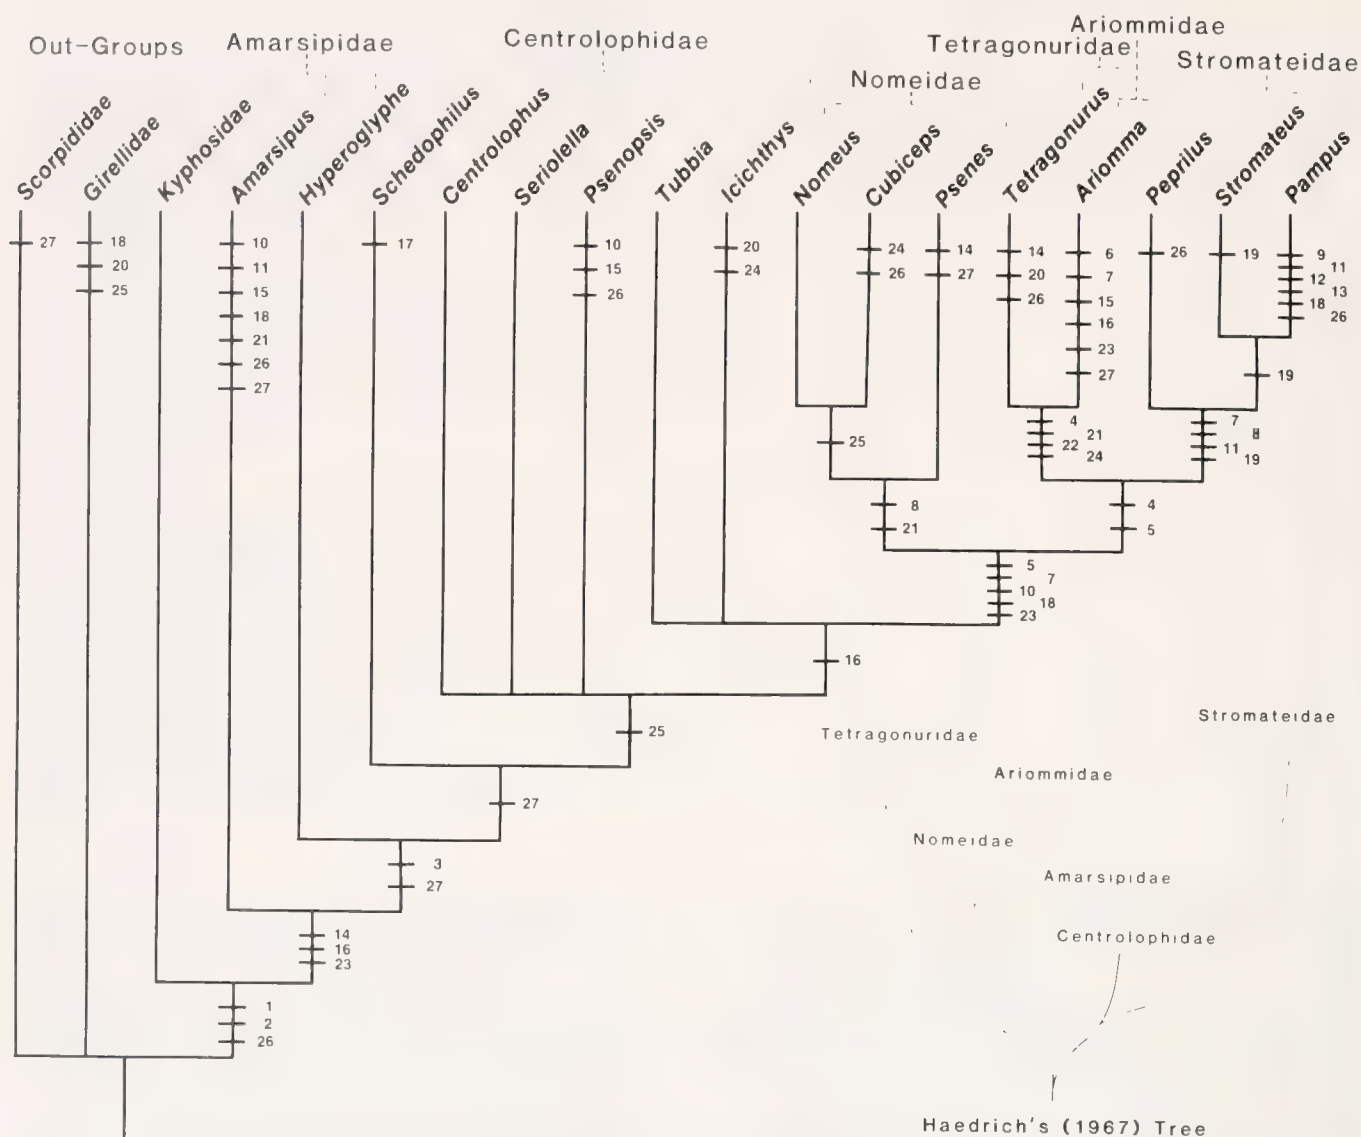 Out-Groups
Amarsipidae
Centrolophidae
Nomeidae
Tetragonuridae
Ariommidae
Stromateidae
Scorpididae
Girellidae
Kyphosidae
Amarsipus
Hyperoglyphe
Schedophilus
Centrolophus
Seriolella
Psenopsis
Tubbia
Icichthys
Nomeus
Cubiceps
Psenes
Tetragonurus
Ariomma
Peprilus
Stromateus
Pampus
27
18
20
25
10
11
15
18
21
26
27
17
10
15
26
20
24
24
26
14
27
14
20
26
6
7
15
16
23
27
26
19
9
11
12
13
18
26
19
25
4
21
22
24
7
8
11
19
8
21
4
5
5
7
10
18
23
16
25
27
3
27
14
16
23
1
2
26
Stromateidae
Tetragonuridae
Ariommidae
Nomeidae
Amarsipidae
Centrolophidae
Haedrich's (1967) Tree